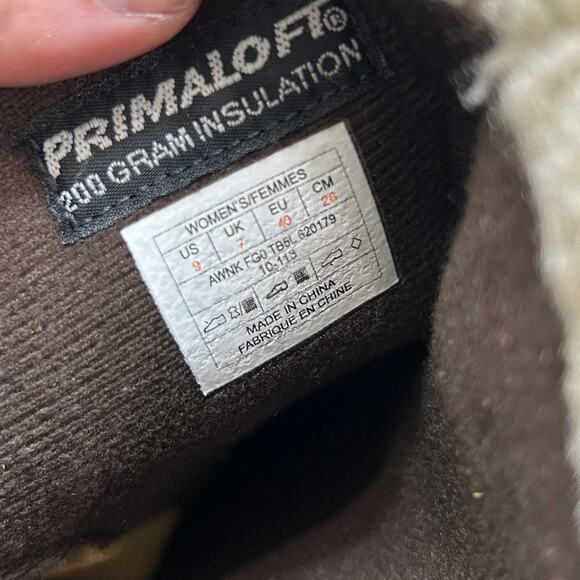 PRIMALOFT®
200 GRAM INSULATION
WOMEN'S/FEMMES
US UK EU CM
9 7 40 26
AWNK FG0 TB5L 620179
10-113
MADE IN CHINA
FABRIQUE EN CHINE